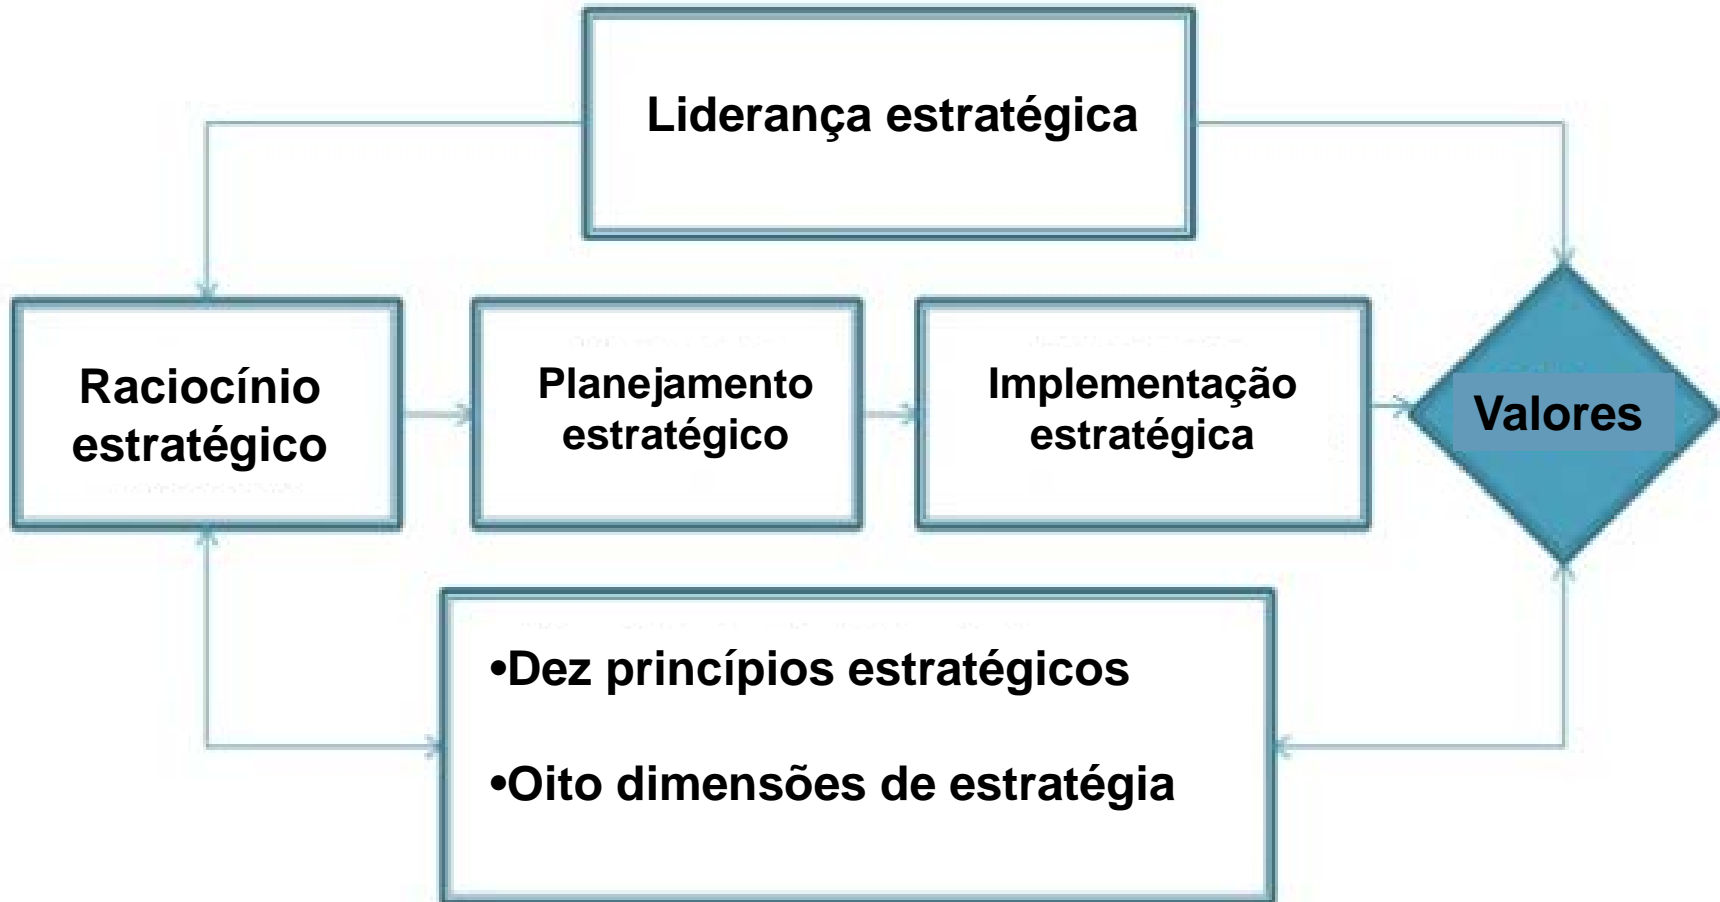 Liderança estratégica
Raciocínio
estratégico
Planejamento
estratégico
Implementação
estratégica
Valores
•Dez princípios estratégicos
•Oito dimensões de estratégia